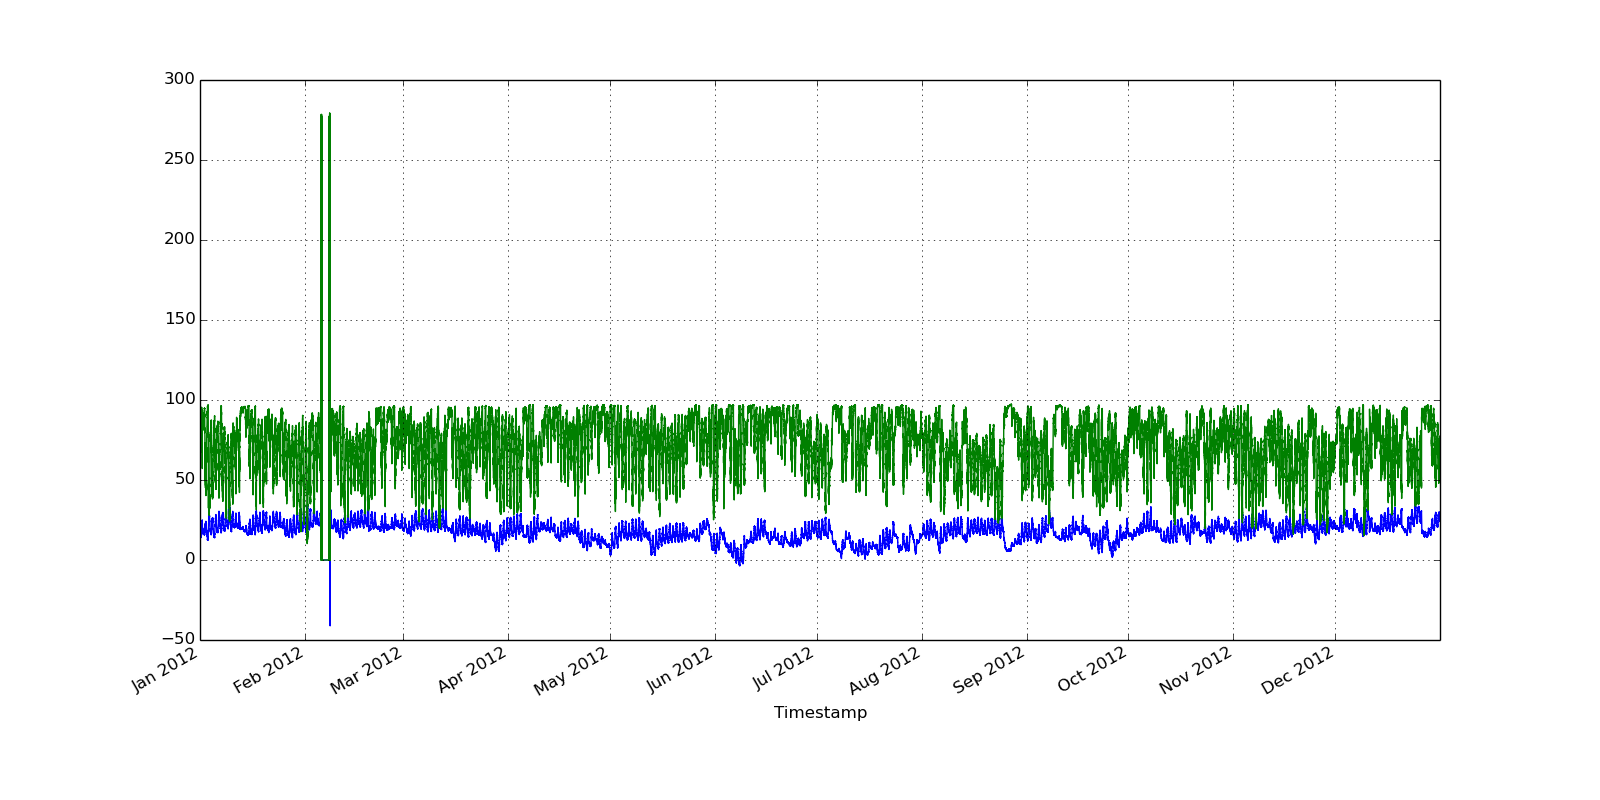 300
250
200
150
100
50
0
−50
Jan 2012
Feb 2012
Mar 2012
Apr 2012
May 2012
Jun 2012
Jul 2012
Aug 2012
Sep 2012
Oct 2012
Nov 2012
Dec 2012
Timestamp